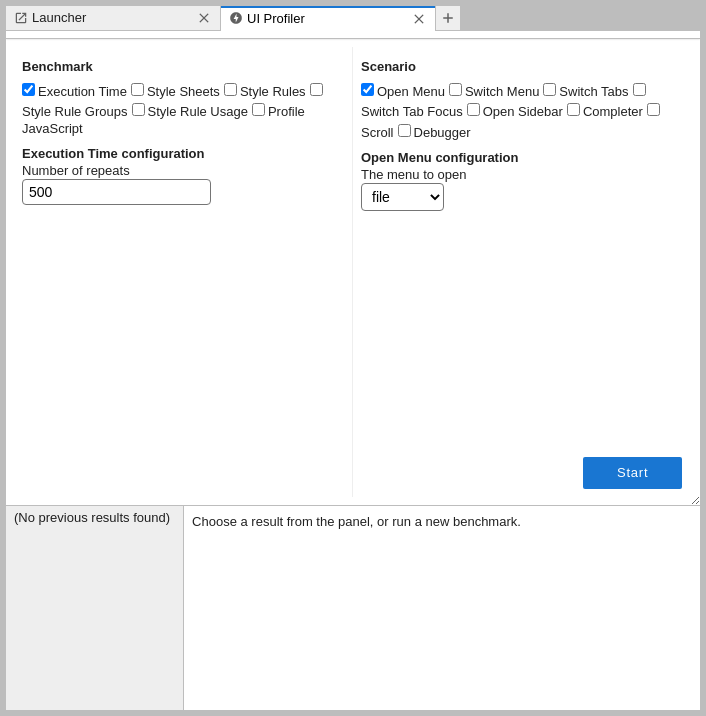 Launcher
UI Profiler
Benchmark
Execution Time Style Sheets Style Rules
Style Rule Groups Style Rule Usage Profile
JavaScript
Execution Time configuration
Number of repeats
500
Scenario
Open Menu Switch Menu Switch Tabs
Switch Tab Focus Open Sidebar Completer
Scroll Debugger
Open Menu configuration
The menu to open
file
Start
(No previous results found)
Choose a result from the panel, or run a new benchmark.